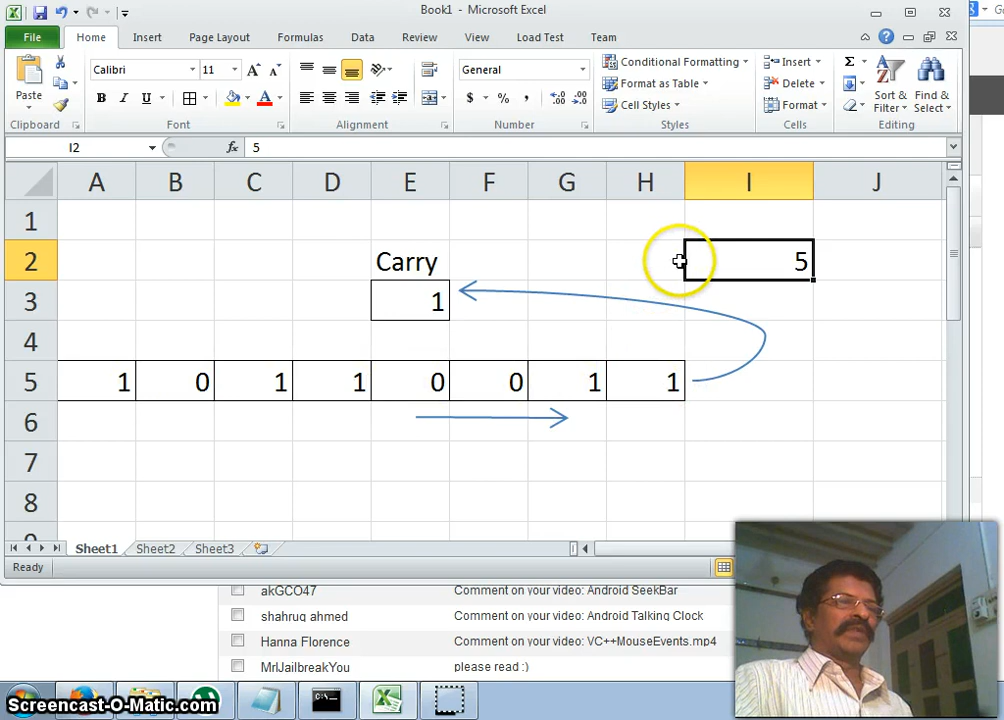 Book1 - Microsoft Excel
File Home Insert Page Layout Formulas Data Review View Load Test Team
Paste
Calibri 11
B I U A
General
$ % ,
Conditional Formatting
Format as Table
Cell Styles
Insert
Delete
Format
Σ
Sort & Filter
Find & Select
Clipboard Font Alignment Number Styles Cells Editing
I2 fx 5
A B C D E F G H I J
1
2 Carry 5
3 1
4
5 1 0 1 1 0 0 1 1
6
7
8
9
Sheet1 Sheet2 Sheet3
Ready
akGCO47 Comment on your video: Android SeekBar
shahruq ahmed Comment on your video: Android Talking Clock
Hanna Florence Comment on your video: VC++MouseEvents.mp4
MrJailbreakYou please read :)
Screencast-O-Matic.com